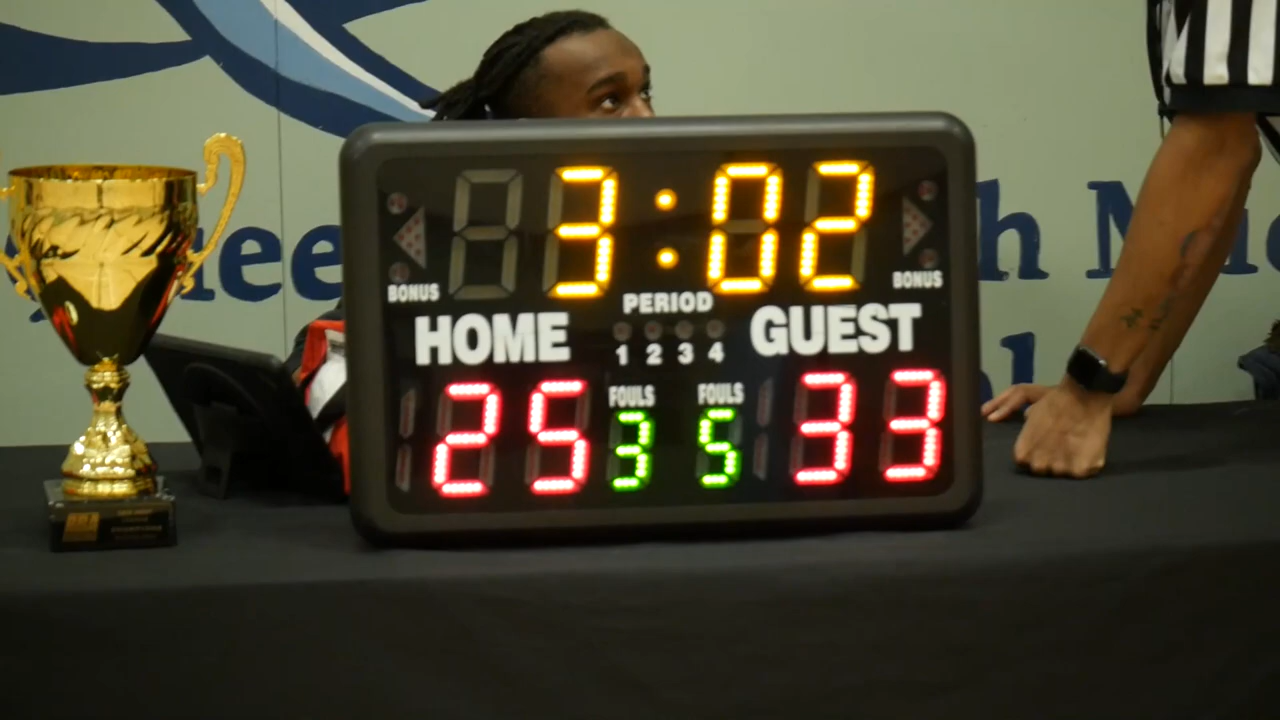 3:02
BONUS PERIOD BONUS
HOME 1 2 3 4 GUEST
FOULS FOULS
25 3 5 33